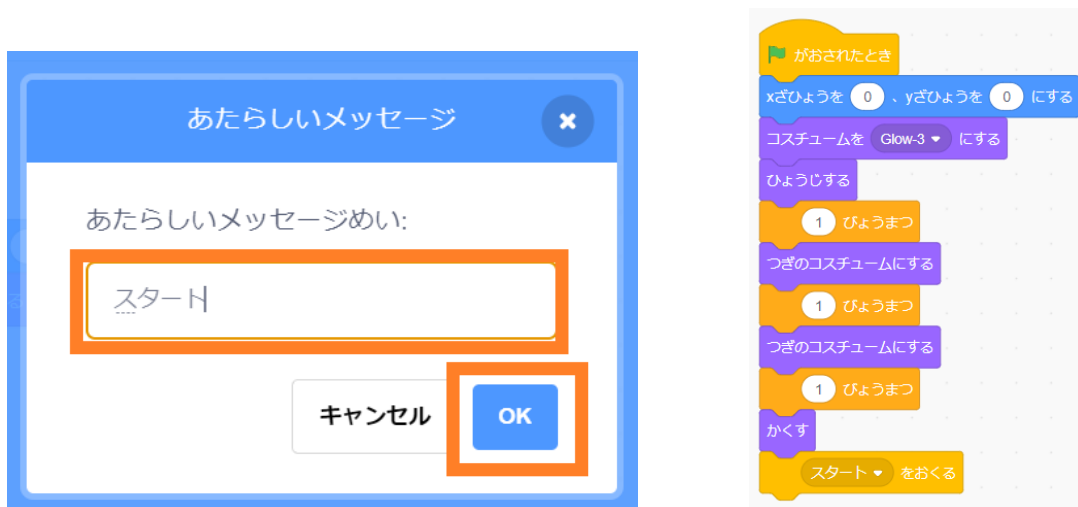 あたらしいメッセージ
あたらしいメッセージめい:
スタート
キャンセル
OK
がおされたとき
xざひょうを 0 、yざひょうを 0 にする
コスチュームを Glow-3 にする
ひょうじする
1 びょうまつ
つぎのコスチュームにする
1 びょうまつ
つぎのコスチュームにする
1 びょうまつ
かくす
スタート をおくる